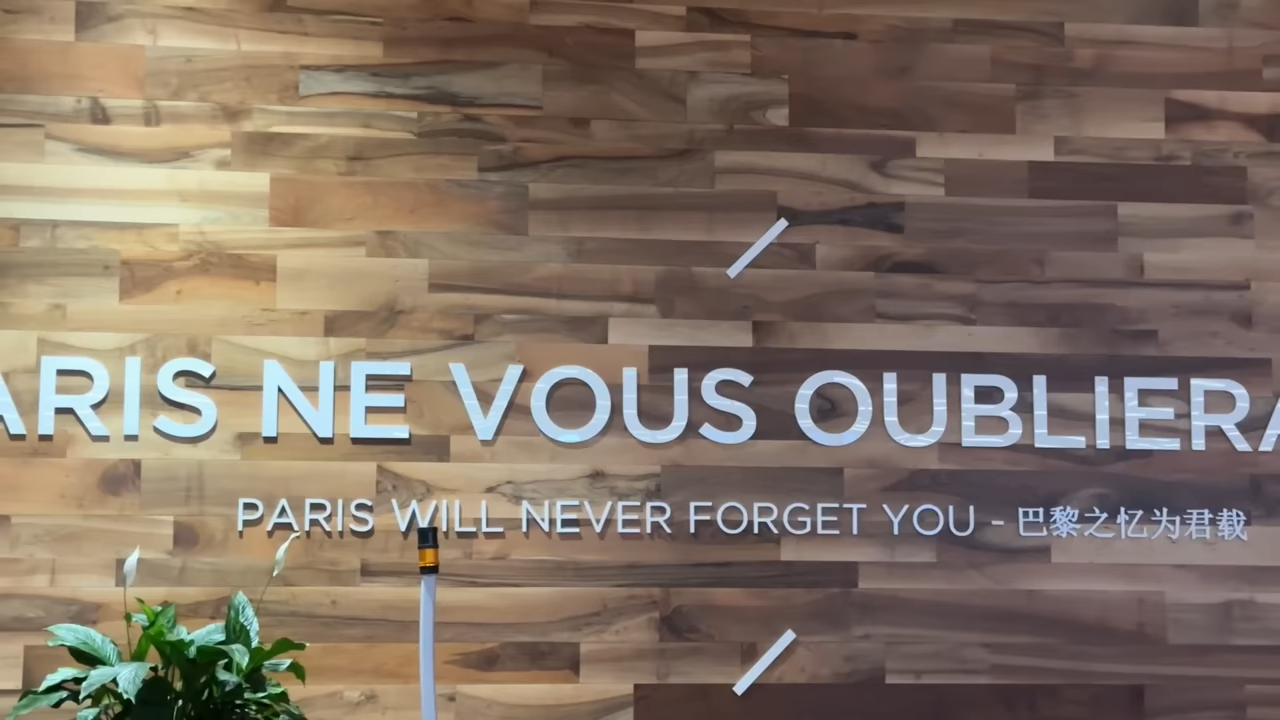 ARIS NE VOUS OUBLIERA
PARIS WILL NEVER FORGET YOU - 巴黎之忆为君载